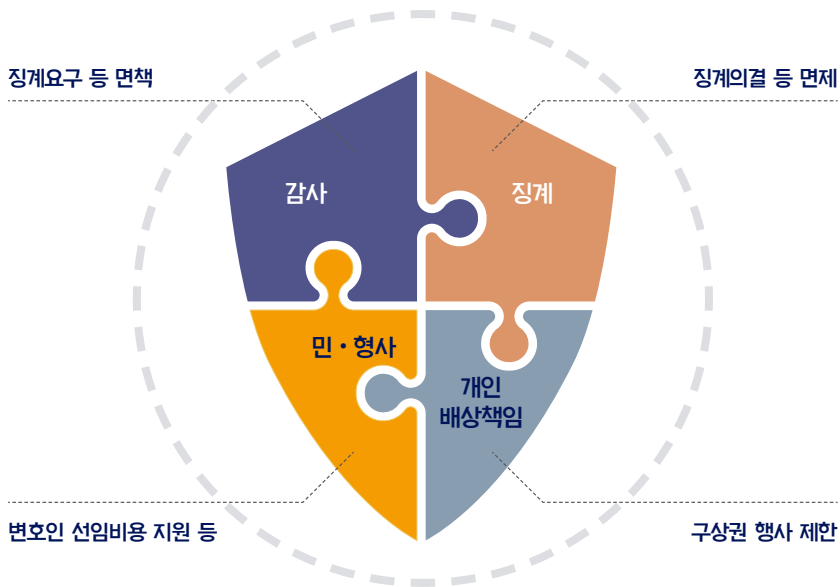 징계요구 등 면책
징계의결 등 면제
감사
징계
민·형사
개인
배상책임
변호인 선임비용 지원 등
구상권 행사 제한